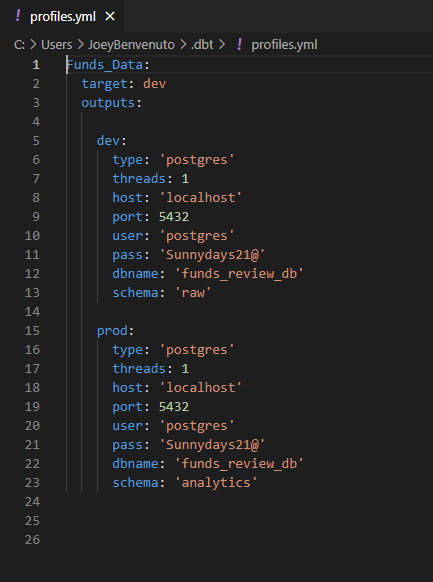 ! profiles.yml ×
C: > Users > JoeyBenvenuto > .dbt > ! profiles.yml
1 Funds_Data:
2   target: dev
3   outputs:
4
5     dev:
6       type: 'postgres'
7       threads: 1
8       host: 'localhost'
9       port: 5432
10       user: 'postgres'
11       pass: 'Sunnydays21@'
12       dbname: 'funds_review_db'
13       schema: 'raw'
14
15     prod:
16       type: 'postgres'
17       threads: 1
18       host: 'localhost'
19       port: 5432
20       user: 'postgres'
21       pass: 'Sunnydays21@'
22       dbname: 'funds_review_db'
23       schema: 'analytics'
24
25
26